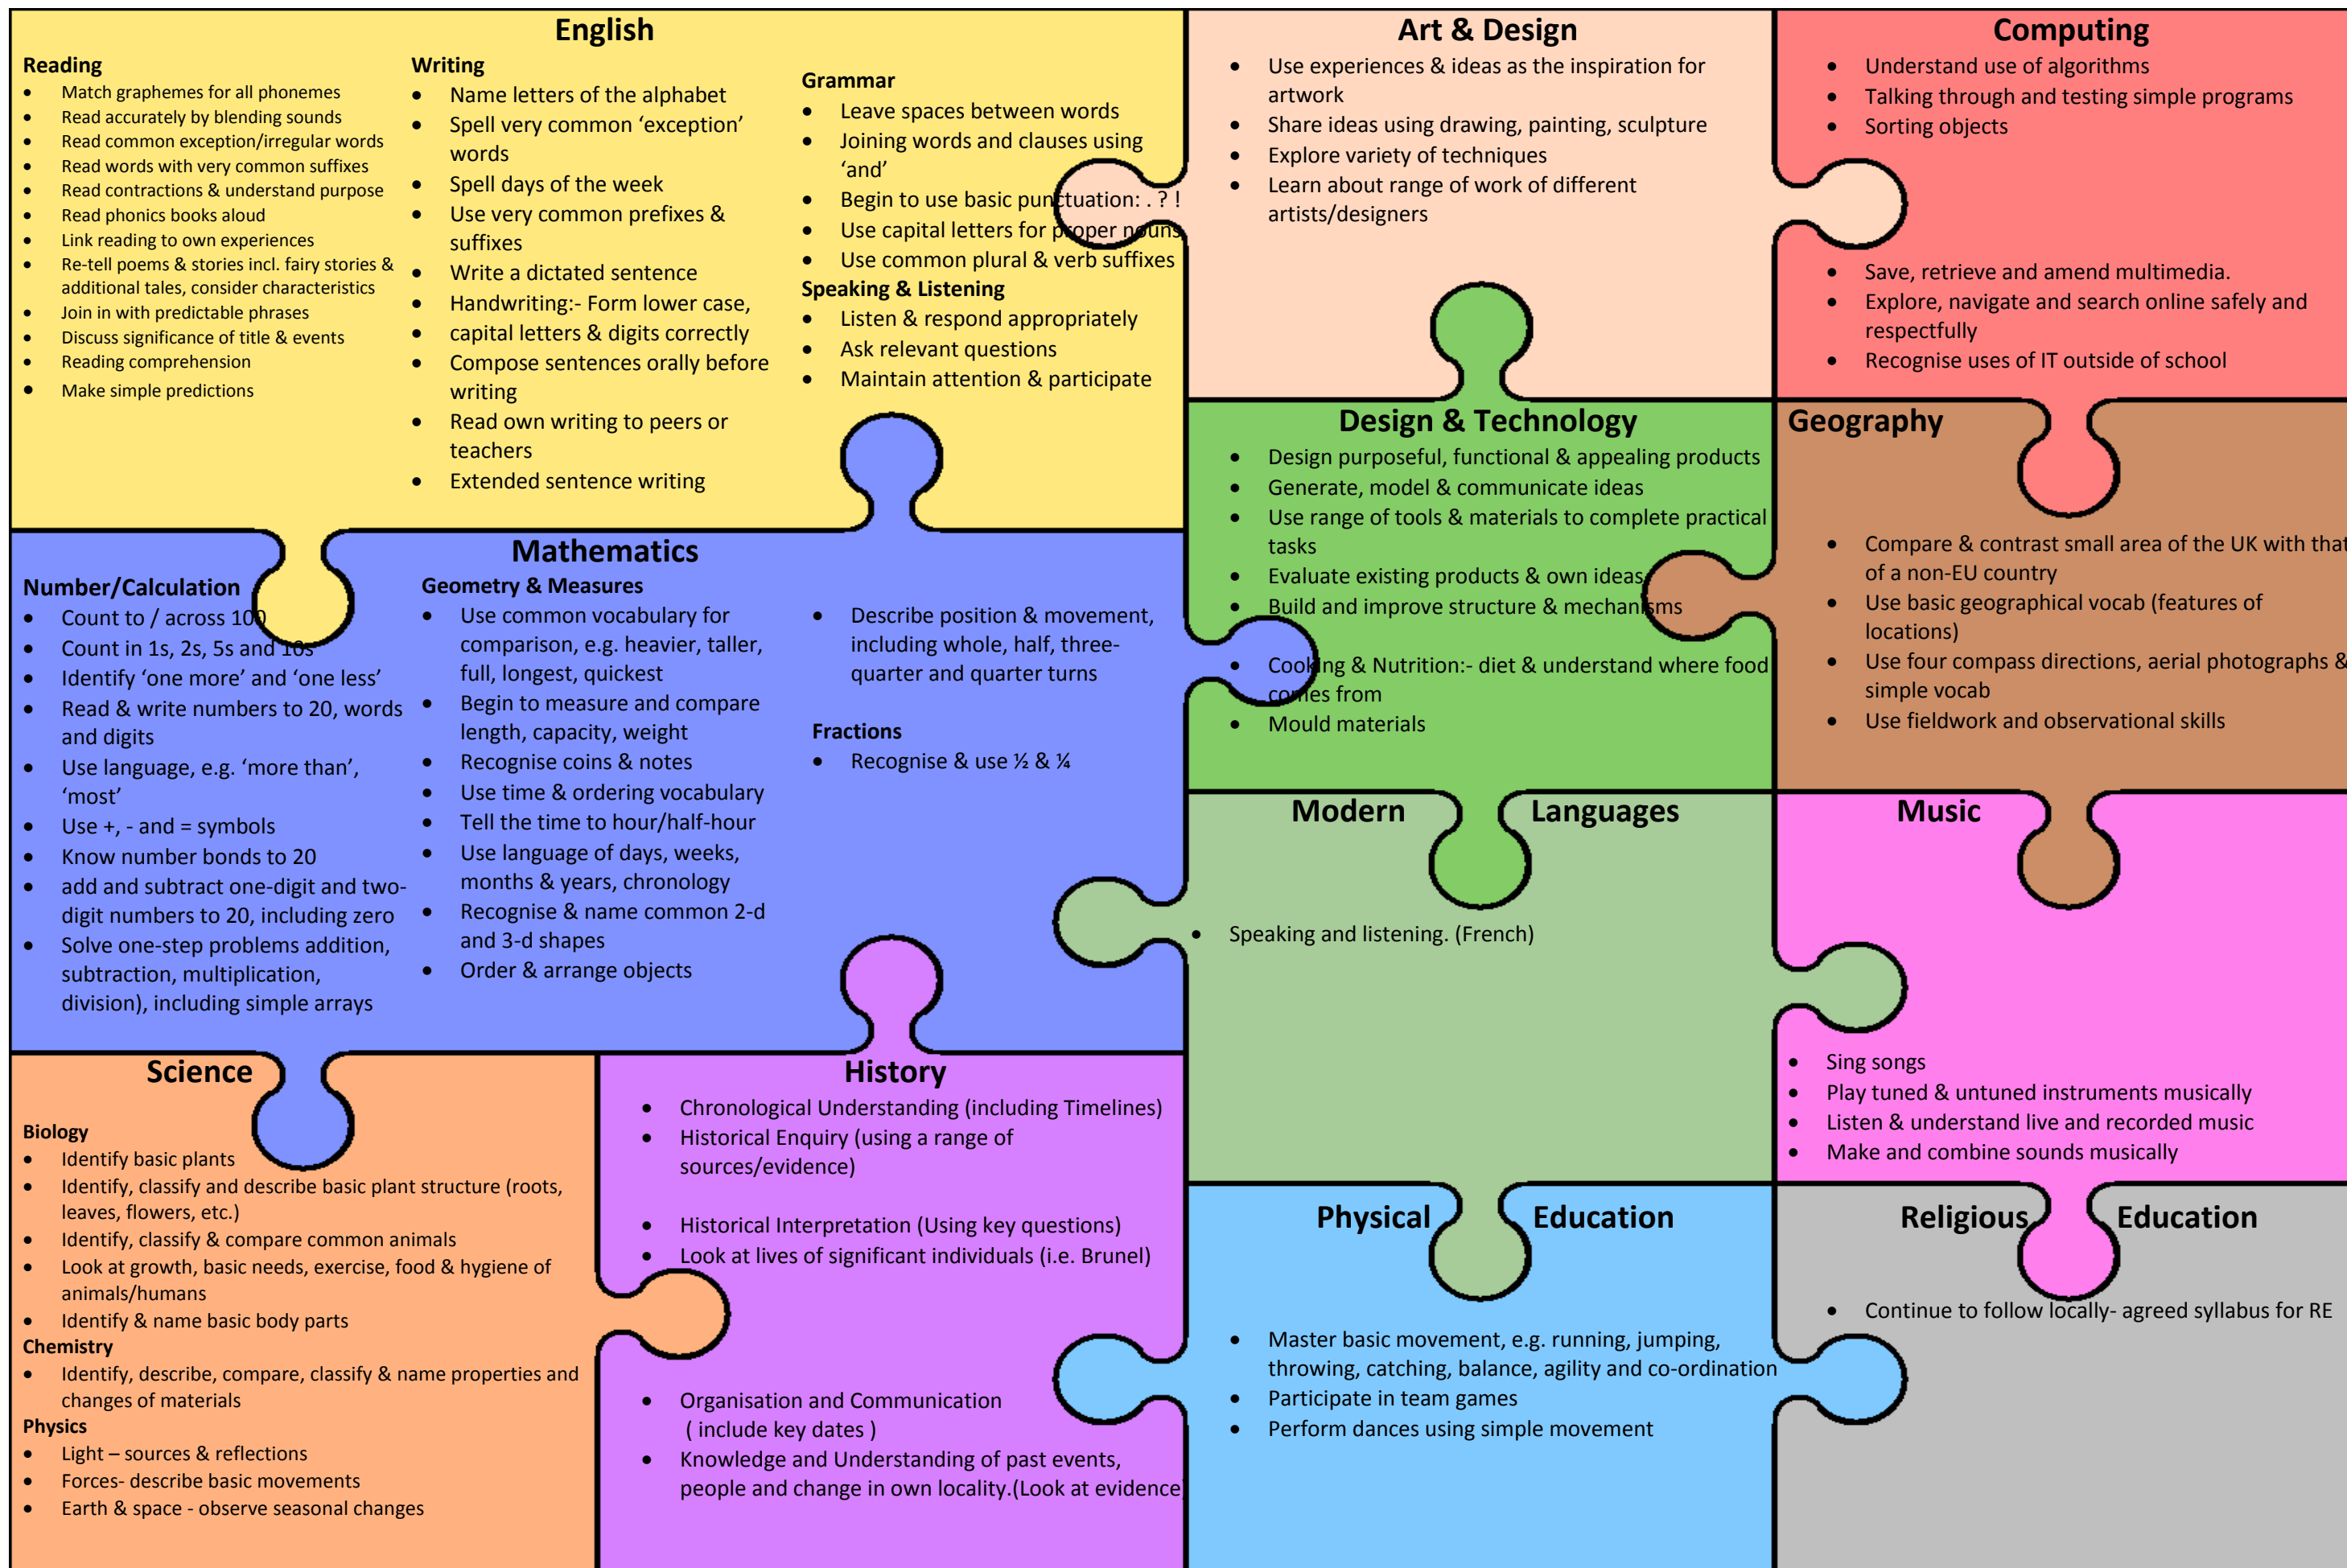 English
Reading
• Match graphemes for all phonemes
• Read accurately by blending sounds
• Read common exception/irregular words
• Read words with very common suffixes
• Read contractions & understand purpose
• Read phonics books aloud
• Link reading to own experiences
• Re-tell poems & stories incl. fairy stories &
additional tales, consider characteristics
• Join in with predictable phrases
• Discuss significance of title & events
• Reading comprehension
• Make simple predictions
Writing
• Name letters of the alphabet
• Spell very common ‘exception’
words
• Spell days of the week
• Use very common prefixes &
suffixes
• Write a dictated sentence
• Handwriting:- Form lower case,
• capital letters & digits correctly
• Compose sentences orally before
writing
• Read own writing to peers or
teachers
• Extended sentence writing
Grammar
• Leave spaces between words
• Joining words and clauses using
‘and’
• Begin to use basic punctuation: . ? !
• Use capital letters for proper nouns
• Use common plural & verb suffixes
Speaking & Listening
• Listen & respond appropriately
• Ask relevant questions
• Maintain attention & participate
Art & Design
• Use experiences & ideas as the inspiration for
artwork
• Share ideas using drawing, painting, sculpture
• Explore variety of techniques
• Learn about range of work of different
artists/designers
Computing
• Understand use of algorithms
• Talking through and testing simple programs
• Sorting objects
• Save, retrieve and amend multimedia.
• Explore, navigate and search online safely and
respectfully
• Recognise uses of IT outside of school
Design & Technology
• Design purposeful, functional & appealing products
• Generate, model & communicate ideas
• Use range of tools & materials to complete practical
tasks
• Evaluate existing products & own ideas
• Build and improve structure & mechanisms
• Cooking & Nutrition:- diet & understand where food
comes from
• Mould materials
Geography
• Compare & contrast small area of the UK with that
of a non-EU country
• Use basic geographical vocab (features of
locations)
• Use four compass directions, aerial photographs &
simple vocab
• Use fieldwork and observational skills
Mathematics
Number/Calculation
• Count to / across 100
• Count in 1s, 2s, 5s and 10s
• Identify ‘one more’ and ‘one less’
• Read & write numbers to 20, words
and digits
• Use language, e.g. ‘more than’,
‘most’
• Use +, - and = symbols
• Know number bonds to 20
• add and subtract one-digit and two-
digit numbers to 20, including zero
• Solve one-step problems addition,
subtraction, multiplication,
division), including simple arrays
Geometry & Measures
• Use common vocabulary for
comparison, e.g. heavier, taller,
full, longest, quickest
• Begin to measure and compare
length, capacity, weight
• Recognise coins & notes
• Use time & ordering vocabulary
• Tell the time to hour/half-hour
• Use language of days, weeks,
months & years, chronology
• Recognise & name common 2-d
and 3-d shapes
• Order & arrange objects
• Describe position & movement,
including whole, half, three-
quarter and quarter turns
Fractions
• Recognise & use ½ & ¼
Modern Languages
• Speaking and listening. (French)
Music
• Sing songs
• Play tuned & untuned instruments musically
• Listen & understand live and recorded music
• Make and combine sounds musically
Science
Biology
• Identify basic plants
• Identify, classify and describe basic plant structure (roots,
leaves, flowers, etc.)
• Identify, classify & compare common animals
• Look at growth, basic needs, exercise, food & hygiene of
animals/humans
• Identify & name basic body parts
Chemistry
• Identify, describe, compare, classify & name properties and
changes of materials
Physics
• Light – sources & reflections
• Forces- describe basic movements
• Earth & space - observe seasonal changes
History
• Chronological Understanding (including Timelines)
• Historical Enquiry (using a range of
sources/evidence)
• Historical Interpretation (Using key questions)
• Look at lives of significant individuals (i.e. Brunel)
• Organisation and Communication
( include key dates )
• Knowledge and Understanding of past events,
people and change in own locality.(Look at evidence)
Physical Education
• Master basic movement, e.g. running, jumping,
throwing, catching, balance, agility and co-ordination
• Participate in team games
• Perform dances using simple movement
Religious Education
• Continue to follow locally- agreed syllabus for RE